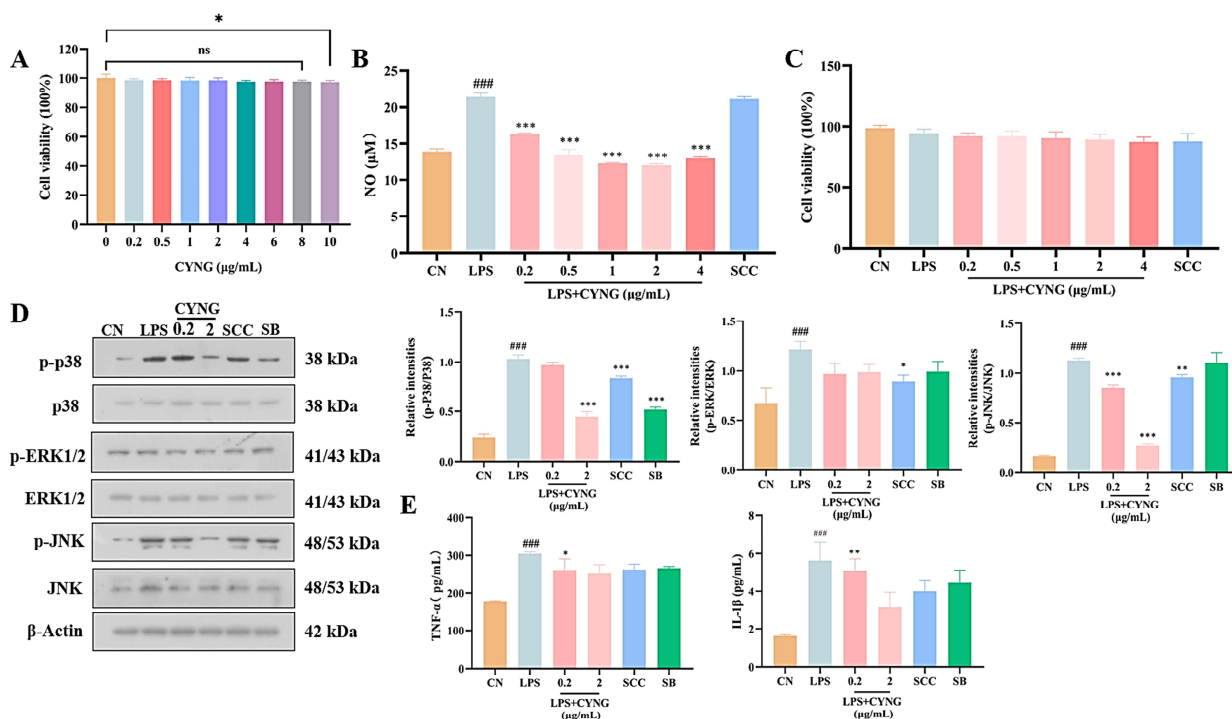 A
*
ns
Cell viability (100%)
120
100
80
60
40
20
0
0 0.2 0.5 1 2 4 6 8 10
CYNG (μg/mL)
B
NO (μM)
25
20
15
10
5
0
###
***
***
***
***
***
CN LPS 0.2 0.5 1 2 4 SCC
LPS+CYNG (μg/mL)
C
Cell viability (100%)
150
100
50
0
CN LPS 0.2 0.5 1 2 4 SCC
LPS+CYNG (μg/mL)
D
CYNG
CN LPS 0.2 2 SCC SB
p-p38 38 kDa
p38 38 kDa
p-ERK1/2 41/43 kDa
ERK1/2 41/43 kDa
p-JNK 48/53 kDa
JNK 48/53 kDa
β-Actin 42 kDa
Relative intensities
(p-P38/P38)
1.5
1.0
0.5
0.0
###
***
***
***
CN LPS 0.2 2 SCC SB
LPS+CYNG
(μg/mL)
Relative intensities
(p-ERK/ERK)
1.5
1.0
0.5
0.0
###
*
CN LPS 0.2 2 SCC SB
LPS+CYNG
(μg/mL)
Relative intensities
(p-JNK/JNK)
1.5
1.0
0.5
0.0
###
***
***
**
CN LPS 0.2 2 SCC SB
LPS+CYNG
(μg/mL)
E
TNF-α( pg/mL)
400
300
200
100
0
###
*
CN LPS 0.2 2 SCC SB
LPS+CYNG
(μg/mL)
IL-1β (pg/mL)
8
6
4
2
0
###
**
CN LPS 0.2 2 SCC SB
LPS+CYNG
(μg/mL)